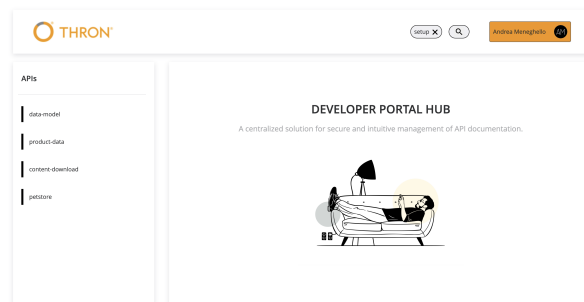 THRON
setup
Andrea Meneghello
AM
APIs
data-model
product-data
content-download
petstore
DEVELOPER PORTAL HUB
A centralized solution for secure and intuitive management of API documentation.